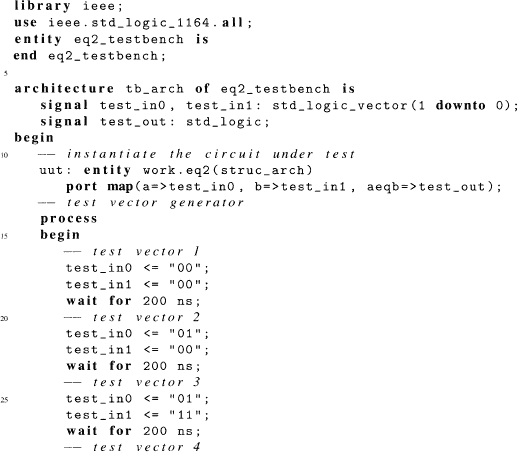 library ieee;
use ieee.std_logic_1164.all;
entity eq2_testbench is
end eq2_testbench;
5
architecture tb_arch of eq2_testbench is
signal test_in0, test_in1: std_logic_vector(1 downto 0);
signal test_out: std_logic;
begin
10 -- instantiate the circuit under test
uut: entity work.eq2(struc_arch)
port map(a=>test_in0, b=>test_in1, aeqb=>test_out);
-- test vector generator
process
15 begin
-- test vector 1
test_in0 <= "00";
test_in1 <= "00";
wait for 200 ns;
20 -- test vector 2
test_in0 <= "01";
test_in1 <= "00";
wait for 200 ns;
-- test vector 3
25 test_in0 <= "01";
test_in1 <= "11";
wait for 200 ns;
-- test vector 4